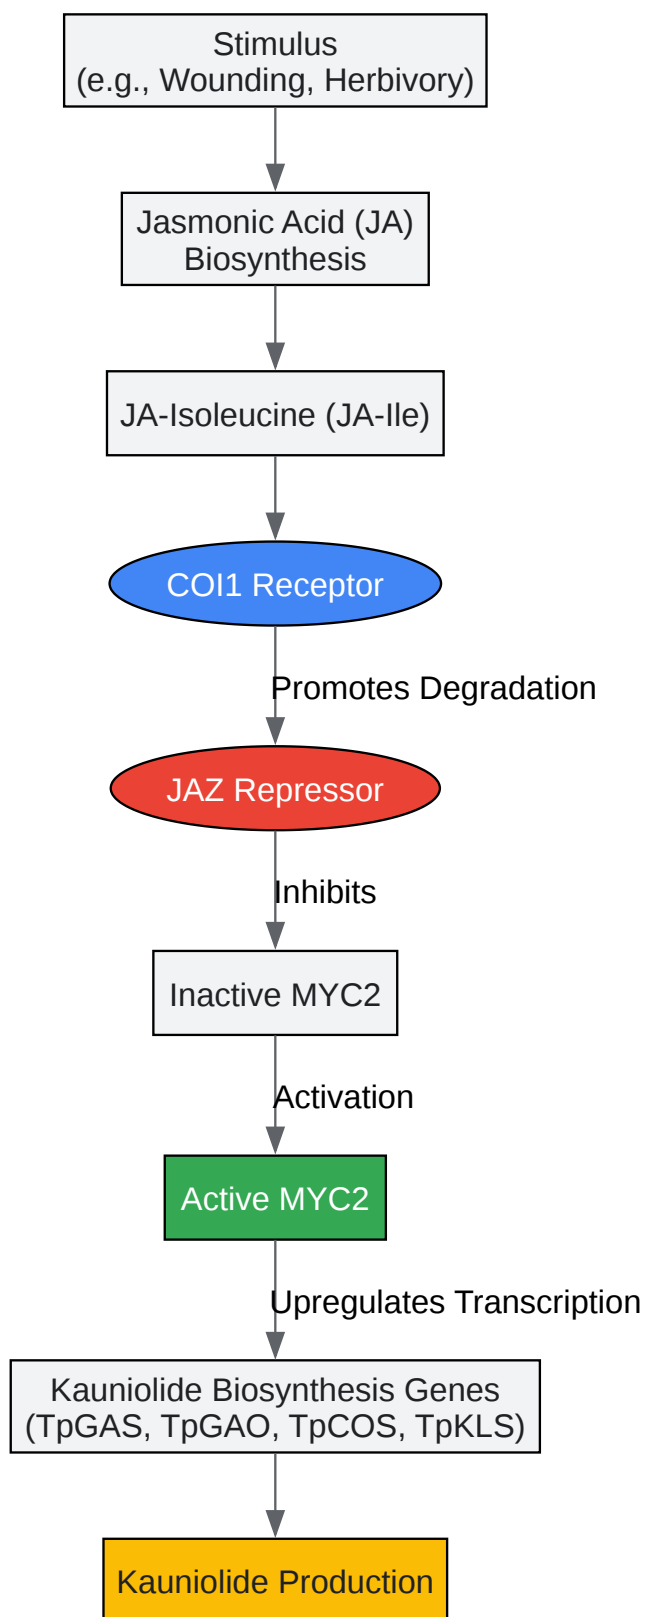 Stimulus
(e.g., Wounding, Herbivory)
Jasmonic Acid (JA)
Biosynthesis
JA-Isoleucine (JA-Ile)
COI1 Receptor
Promotes Degradation
JAZ Repressor
Inhibits
Inactive MYC2
Activation
Active MYC2
Upregulates Transcription
Kauniolide Biosynthesis Genes
(TpGAS, TpGAO, TpCOS, TpKLS)
Kauniolide Production